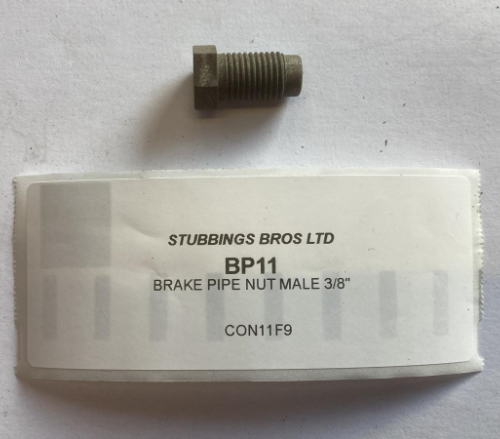 STUBBINGS BROS LTD
BP11
BRAKE PIPE NUT MALE 3/8"
CON11F9